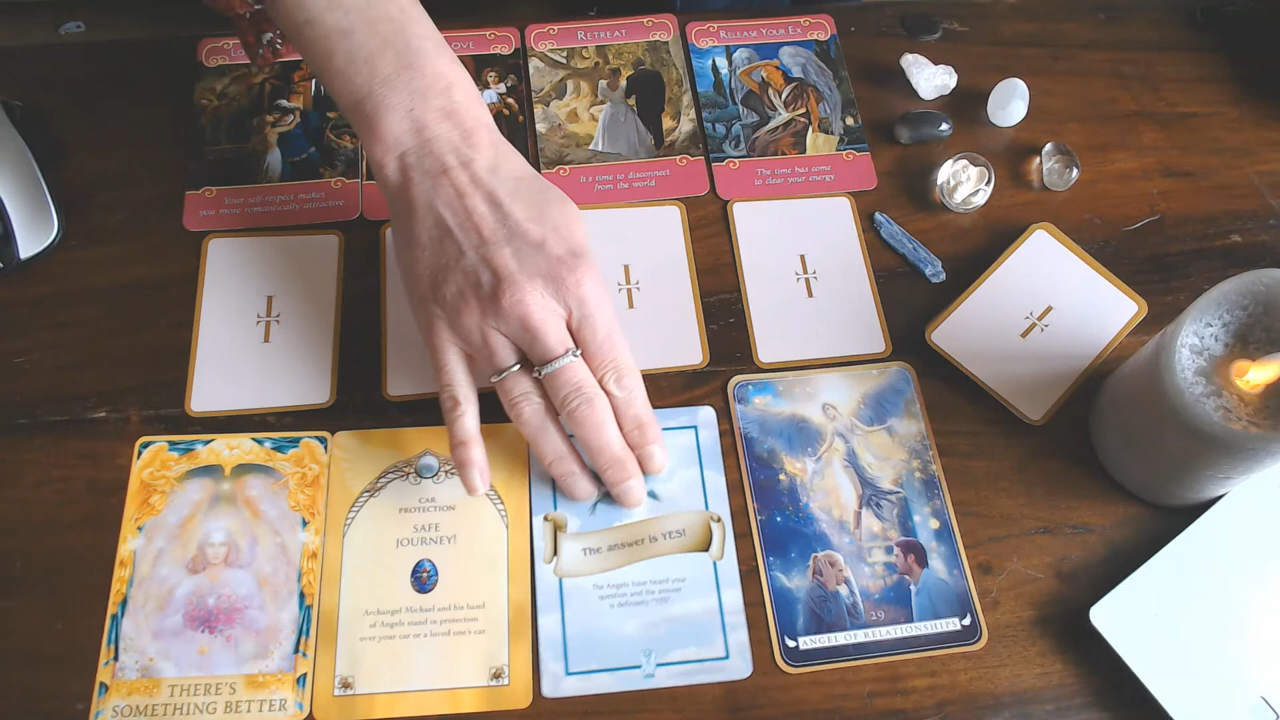 LOVE
RETREAT
RELEASE YOUR EX
Your self-respect makes
you more romantically attractive.
It's time to disconnect
from the world
The time has come
to clear your energy
THERE'S
SOMETHING BETTER
CAR
PROTECTION
SAFE
JOURNEY!
Archangel Michael and his band
of Angels stand in protection
over your car or a loved one's car
The answer is YES!
The Angels have heard your
question and the answer
is definitely "YES!"
29
ANGEL OF RELATIONSHIPS